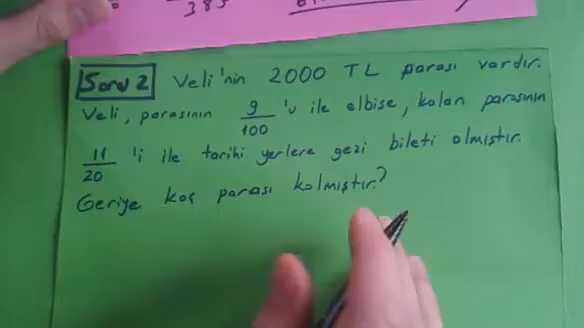 385
Soru 2 Veli'nin 2000 TL parası vardır.
Veli, parasının 9/100 'u ile elbise, kalan parasının
11/20 'i ile tarihi yerlere gezi bileti almıştır.
Geriye kaç parası kalmıştır?